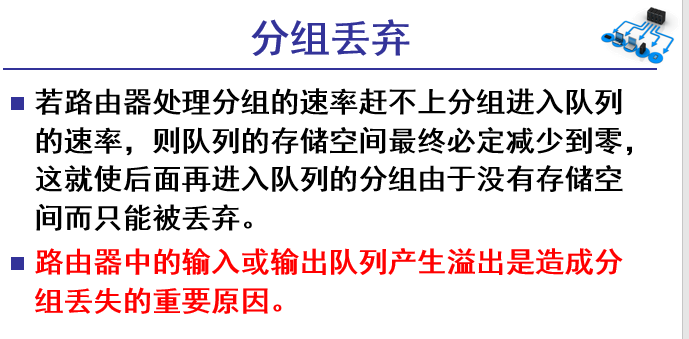 分组丢弃
若路由器处理分组的速率赶不上分组进入队列
的速率，则队列的存储空间最终必定减少到零，
这就使后面再进入队列的分组由于没有存储空
间而只能被丢弃。
路由器中的输入或输出队列产生溢出是造成分
组丢失的重要原因。